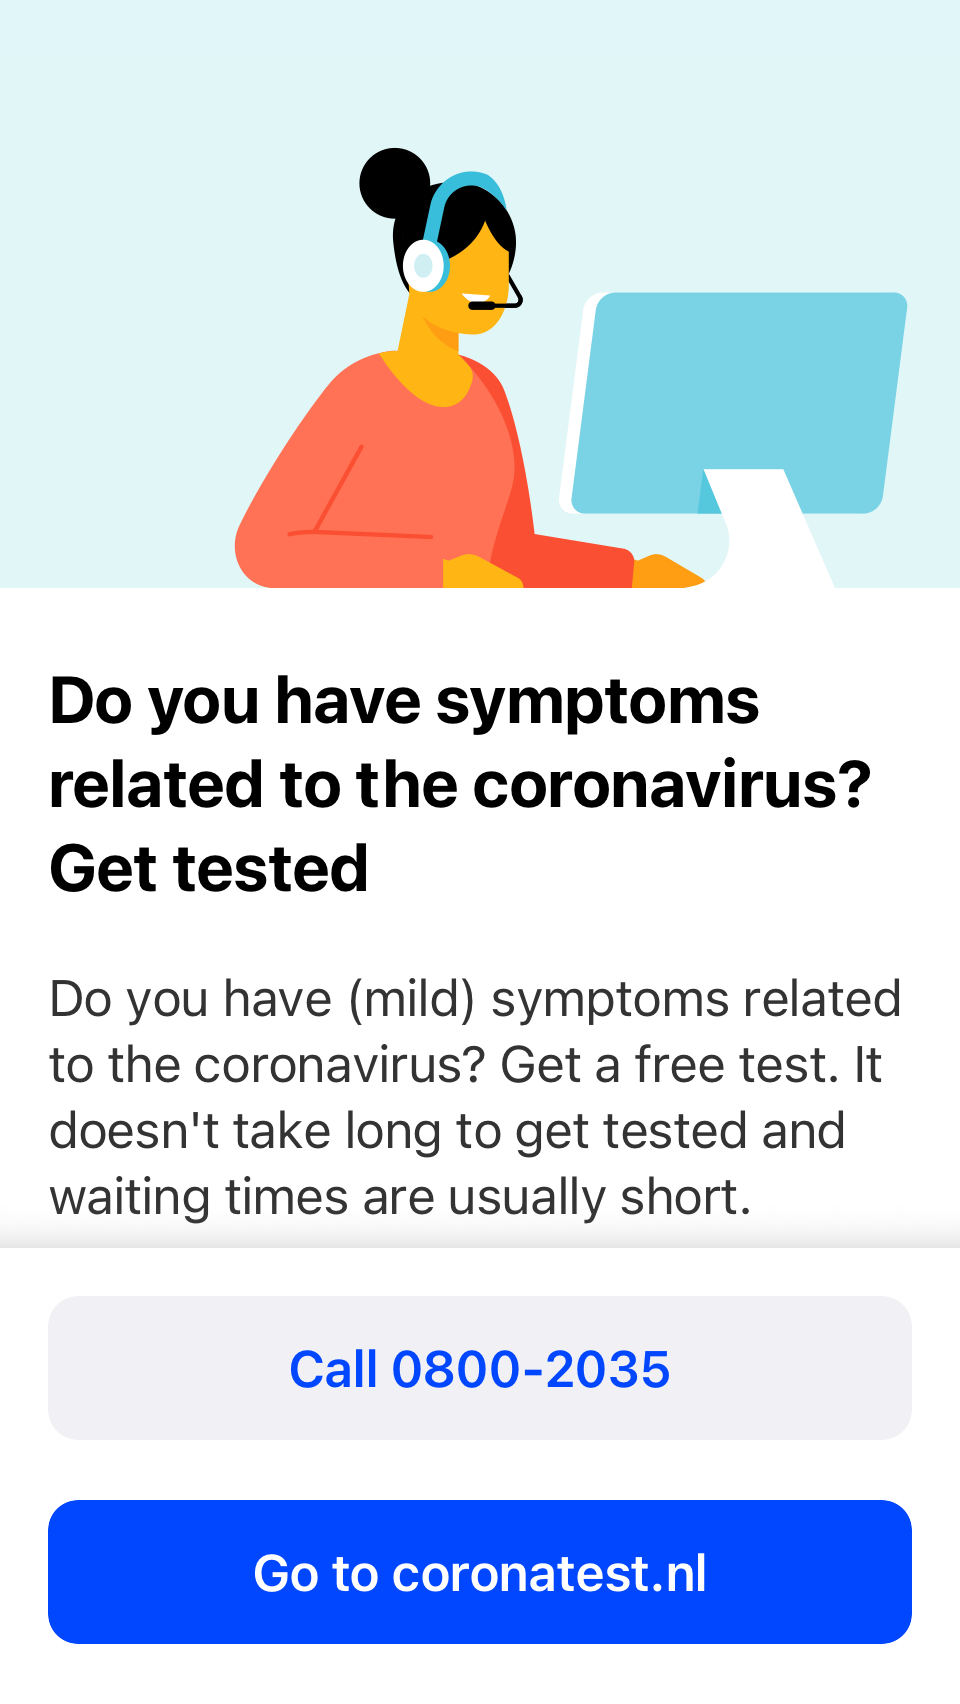 Do you have symptoms
related to the coronavirus?
Get tested
Do you have (mild) symptoms related
to the coronavirus? Get a free test. It
doesn't take long to get tested and
waiting times are usually short.
Call 0800-2035
Go to coronatest.nl